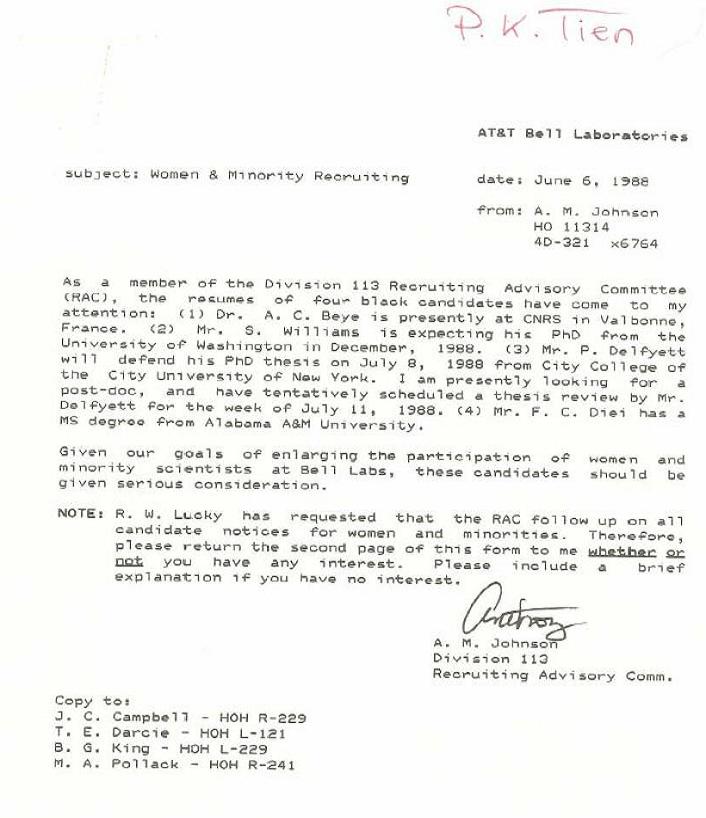 P. K. Tien
AT&T Bell Laboratories
subject: Women & Minority Recruiting
date: June 6, 1988
from: A. M. Johnson
HO 11314
4D-321 x6764
As a member of the Division 113 Recruiting Advisory Committee
(RAC), the resumes of four black candidates have come to my
attention: (1) Dr. A. C. Beye is presently at CNRS in Valbonne,
France. (2) Mr. S. Williams is expecting his PhD from the
University of Washington in December, 1988. (3) Mr. P. Delfyett
will defend his PhD thesis on July 8, 1988 from City College of
the City University of New York. I am presently looking for a
post-doc, and have tentatively scheduled a thesis review by Mr.
Delfyett for the week of July 11, 1988. (4) Mr. F. C. Diei has a
MS degree from Alabama A&M University.
Given our goals of enlarging the participation of women and
minority scientists at Bell Labs, these candidates should be
given serious consideration.
NOTE: R. W. Lucky has requested that the RAC follow up on all
candidate notices for women and minorities. Therefore,
please return the second page of this form to me whether or
not you have any interest. Please include a brief
explanation if you have no interest.
A. M. Johnson
Division 113
Recruiting Advisory Comm.
Copy to:
J. C. Campbell - HOH R-229
T. E. Darcie - HOH L-121
B. G. King - HOH L-229
M. A. Pollack - HOH R-241